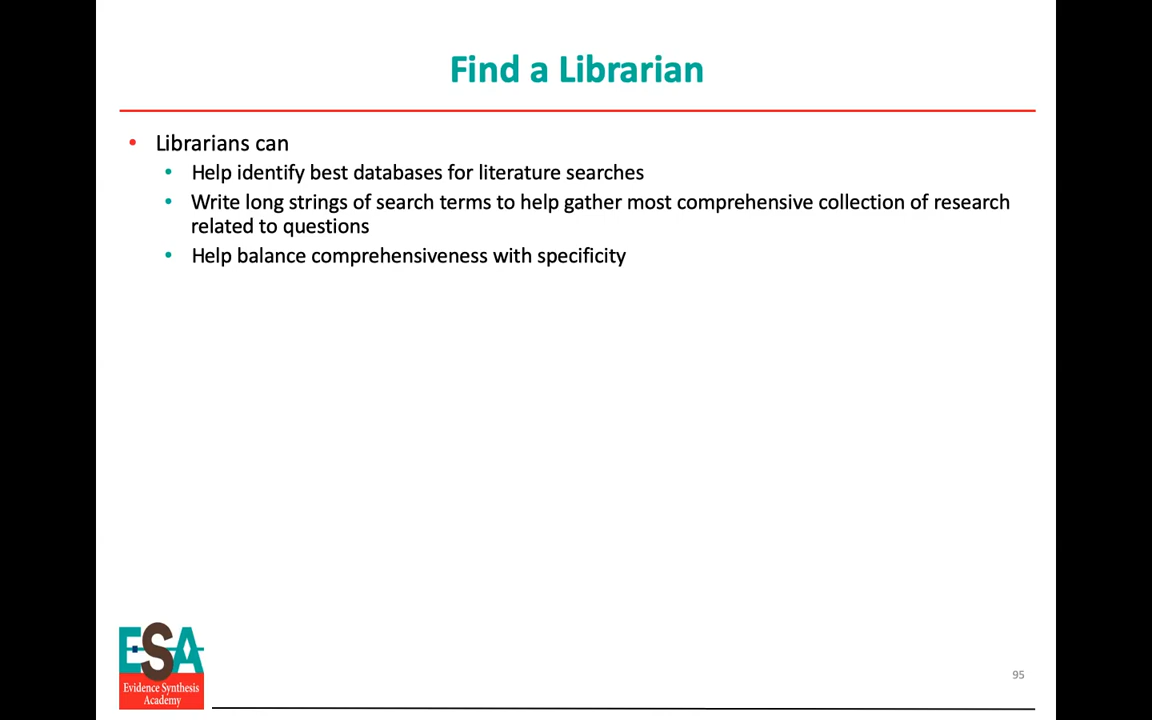 Find a Librarian
• Librarians can
• Help identify best databases for literature searches
• Write long strings of search terms to help gather most comprehensive collection of research
related to questions
• Help balance comprehensiveness with specificity
ESA
Evidence Synthesis
Academy
95